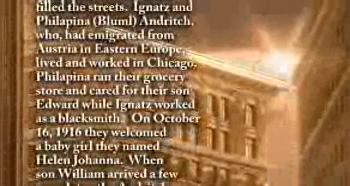 filled the streets. Ignatz and
Philapina (Bluml) Andritch.
who, had emigrated from
Austria in Eastern Europe,
lived and worked in Chicago.
Philapina ran their grocery
store and cared for their son
Edward while Ignatz worked
as a blacksmith. On October
16, 1916 they welcomed
a baby girl they named
Helen Johanna. When
son William arrived a few